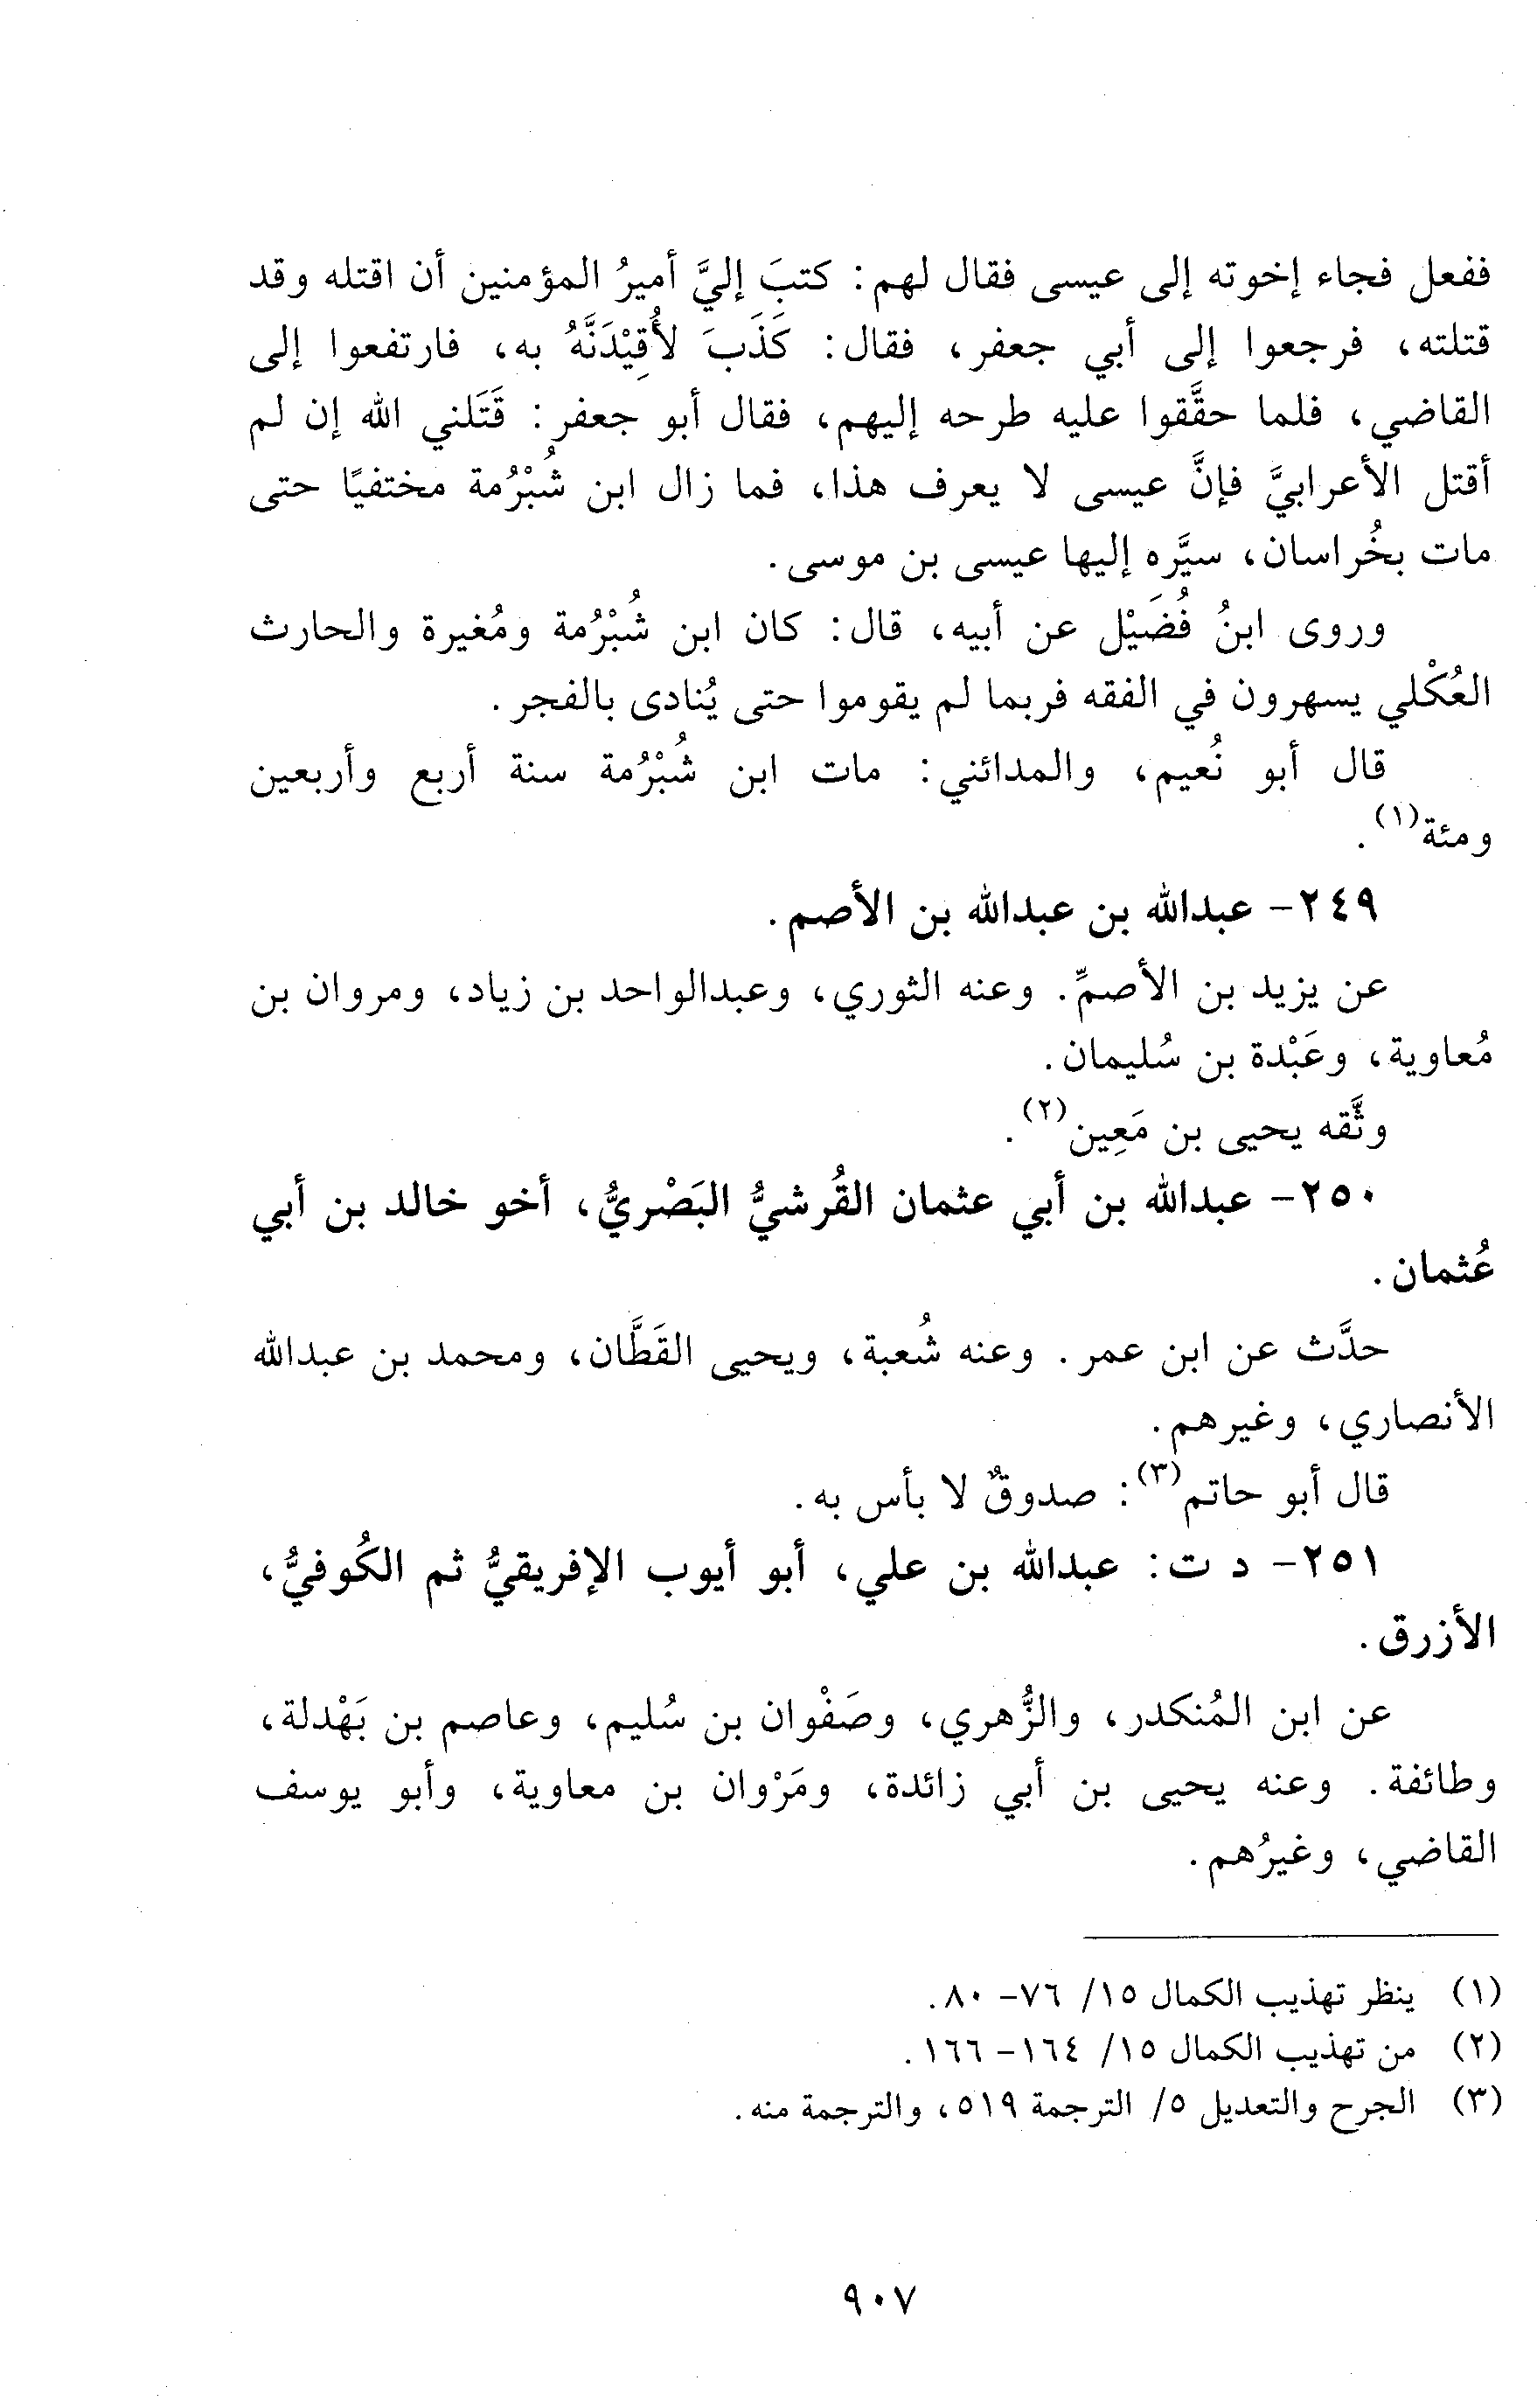 ففعل فجاء إخوته إلى عيسى فقال لهم: كتبَ إليَّ أميرُ المؤمنين أن اقتله وقد
قتلته، فرجعوا إلى أبي جعفر، فقال: كَذَبَ لأُقِيْدَنَّهُ به، فارتفعوا إلى
القاضي، فلما حقَّقوا عليه طرحه إليهم، فقال أبو جعفر: قَتَلني الله إن لم
أقتل الأعرابيَّ فإنَّ عيسى لا يعرف هذا، فما زال ابن شُبْرُمة مختفيًا حتى
مات بخُراسان، سيَّره إليها عيسى بن موسى.
وروى ابنُ فُضَيْل عن أبيه، قال: كان ابن شُبْرُمة ومُغيرة والحارث
العُكْلي يسهرون في الفقه فربما لم يقوموا حتى يُنادى بالفجر.
قال أبو نُعيم، والمدائني: مات ابن شُبْرُمة سنة أربع وأربعين
ومئة(١).
٢٤٩- عبدالله بن عبدالله بن الأصم.
عن يزيد بن الأصمِّ. وعنه الثوري، وعبدالواحد بن زياد، ومروان بن
مُعاوية، وعَبْدة بن سُليمان.
وثَّقه يحيى بن مَعِين(٢).
٢٥٠- عبدالله بن أبي عثمان القُرشيُّ البَصْريُّ، أخو خالد بن أبي
عُثمان.
حدَّث عن ابن عمر. وعنه شُعبة، ويحيى القَطَّان، ومحمد بن عبدالله
الأنصاري، وغيرهم.
قال أبو حاتم(٣): صدوقٌ لا بأس به.
٢٥١- د ت: عبدالله بن علي، أبو أيوب الإفريقيُّ ثم الكُوفيُّ،
الأزرق.
عن ابن المُنكدر، والزُّهري، وصَفْوان بن سُليم، وعاصم بن بَهْدلة،
وطائفة. وعنه يحيى بن أبي زائدة، ومَرْوان بن معاوية، وأبو يوسف
القاضي، وغيرُهم.
(١) ينظر تهذيب الكمال ١٥/ ٧٦- ٨٠.
(٢) من تهذيب الكمال ١٥/ ١٦٤- ١٦٦.
(٣) الجرح والتعديل ٥/ الترجمة ٥١٩، والترجمة منه.
٩٠٧